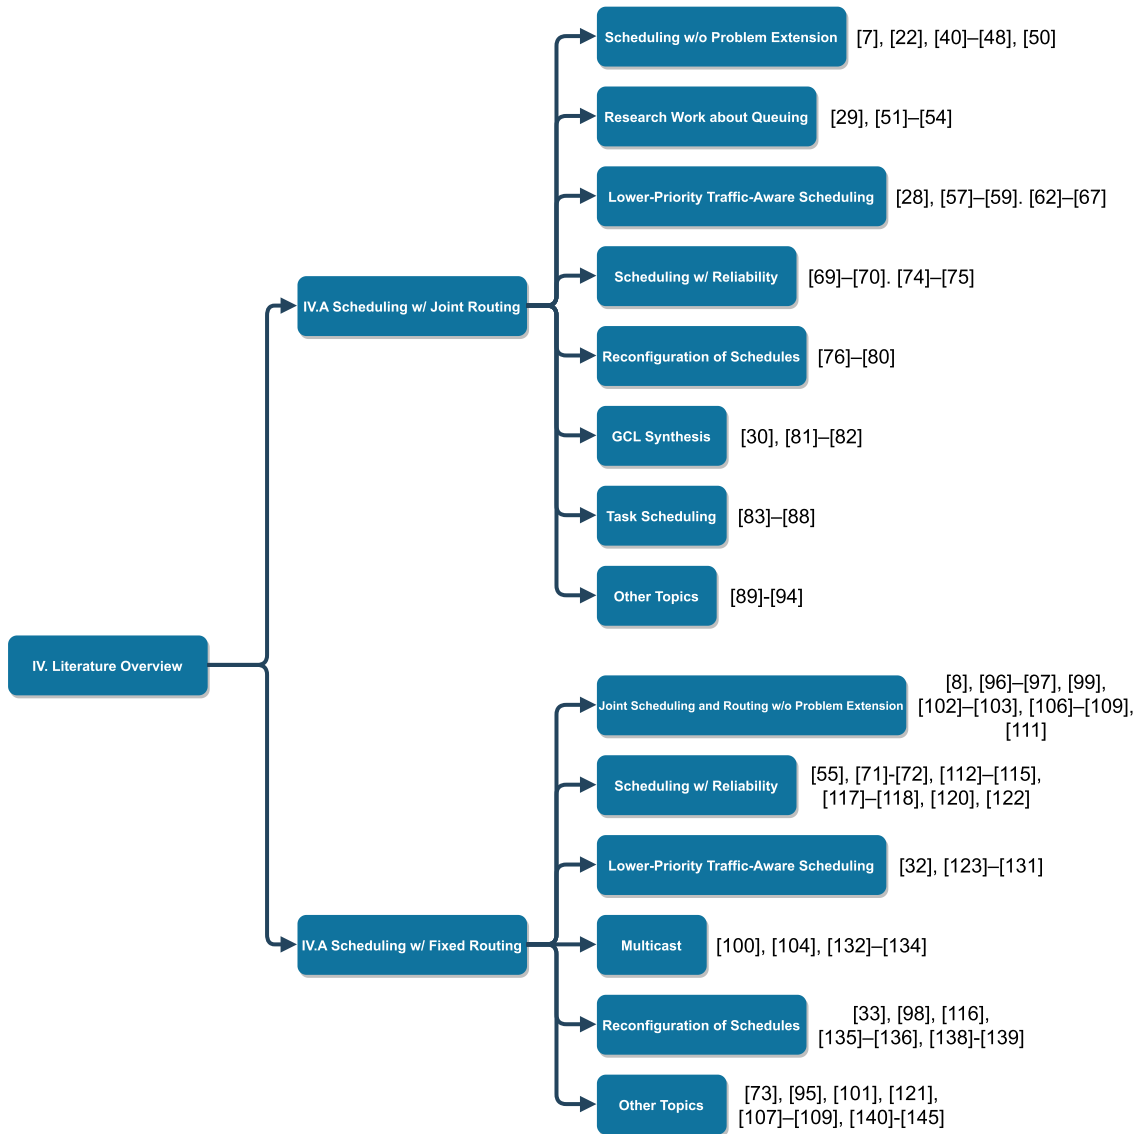 Scheduling w/o Problem Extension [7], [22], [40]–[48], [50]
Research Work about Queuing [29], [51]–[54]
Lower-Priority Traffic-Aware Scheduling [28], [57]–[59]. [62]–[67]
Scheduling w/ Reliability [69]–[70]. [74]–[75]
IV.A Scheduling w/ Joint Routing
Reconfiguration of Schedules [76]–[80]
GCL Synthesis [30], [81]–[82]
Task Scheduling [83]–[88]
Other Topics [89]-[94]
IV. Literature Overview
Joint Scheduling and Routing w/o Problem Extension
[8], [96]–[97], [99],
[102]–[103], [106]–[109],
[111]
Scheduling w/ Reliability
[55], [71]-[72], [112]–[115],
[117]–[118], [120], [122]
Lower-Priority Traffic-Aware Scheduling [32], [123]–[131]
IV.A Scheduling w/ Fixed Routing
Multicast [100], [104], [132]–[134]
Reconfiguration of Schedules
[33], [98], [116],
[135]–[136], [138]-[139]
Other Topics
[73], [95], [101], [121],
[107]–[109], [140]-[145]